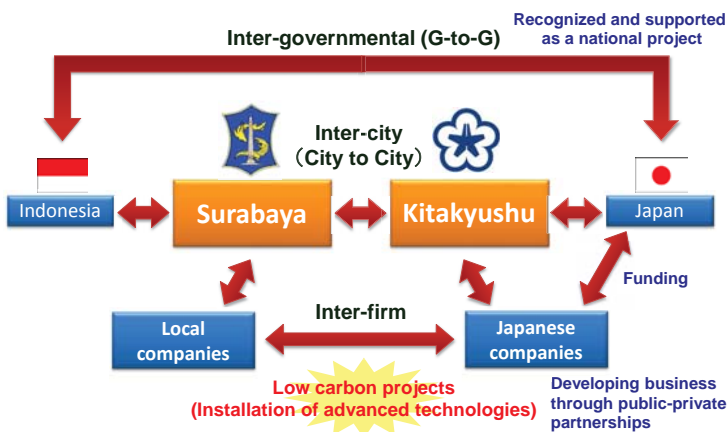 Recognized and supported
as a national project
Inter-governmental (G-to-G)
Inter-city
（City to City）
Indonesia
Surabaya
Kitakyushu
Japan
Funding
Inter-firm
Local
companies
Japanese
companies
Low carbon projects
(Installation of advanced technologies)
Developing business
through public-private
partnerships